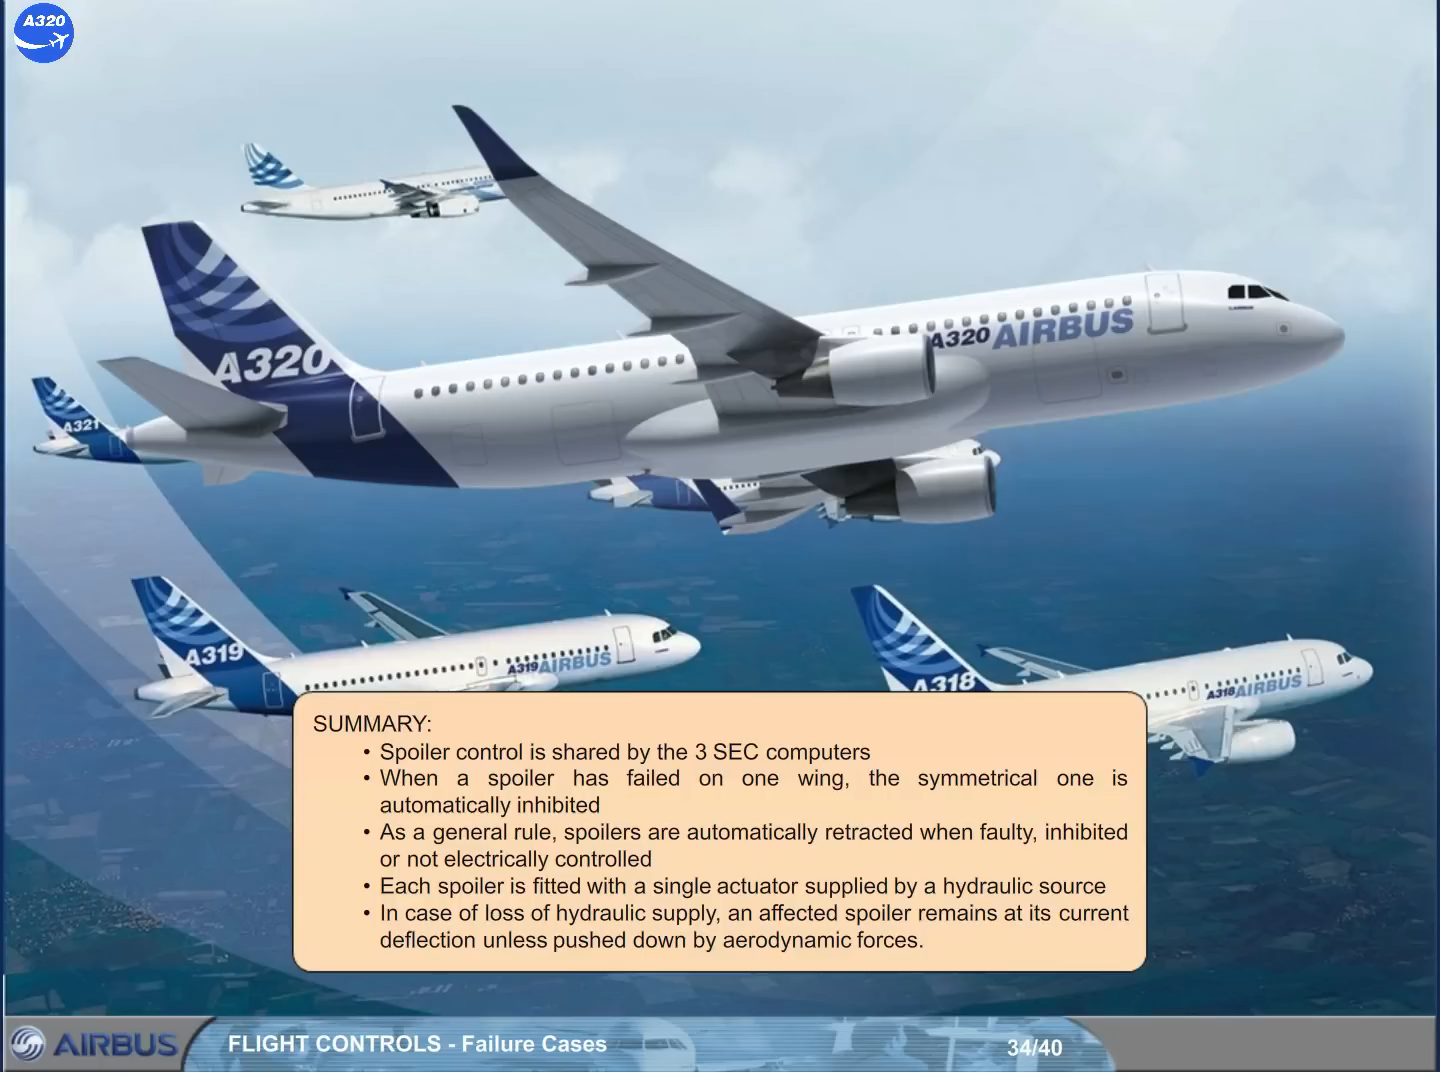 A320
A320
A320 AIRBUS
A321
A319
A319 AIRBUS
A318
A318 AIRBUS
SUMMARY:
• Spoiler control is shared by the 3 SEC computers
• When a spoiler has failed on one wing, the symmetrical one is
automatically inhibited
• As a general rule, spoilers are automatically retracted when faulty, inhibited
or not electrically controlled
• Each spoiler is fitted with a single actuator supplied by a hydraulic source
• In case of loss of hydraulic supply, an affected spoiler remains at its current
deflection unless pushed down by aerodynamic forces.
AIRBUS
FLIGHT CONTROLS - Failure Cases
34/40